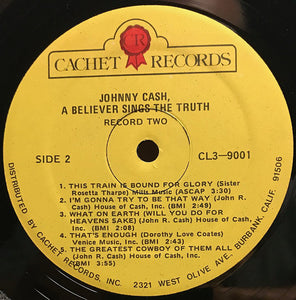 CR
CACHET RECORDS
JOHNNY CASH,
A BELIEVER SINGS THE TRUTH
RECORD TWO
SIDE 2
CL3-9001
1. THIS TRAIN IS BOUND FOR GLORY (Sister
Rosetta Tharpe) Mills Music (ASCAP 3:30)
2. I'M GONNA TRY TO BE THAT WAY (John R.
Cash) House of Cash, Inc. (BMI 2:49)
3. WHAT ON EARTH (WILL YOU DO FOR
HEAVENS SAKE) (John R. Cash) House of
Cash, Inc. (BMI 2:09)
4. THAT'S ENOUGH (Dorothy Love Coates)
Venice Music, Inc. (BMI 2:43)
5. THE GREATEST COWBOY OF THEM ALL
(John R. Cash) House of Cash, Inc.
(BMI 3:55)
DISTRIBUTED BY CACHET RECORDS, INC. 2321 WEST OLIVE AVE., BURBANK, CALIF. 91506